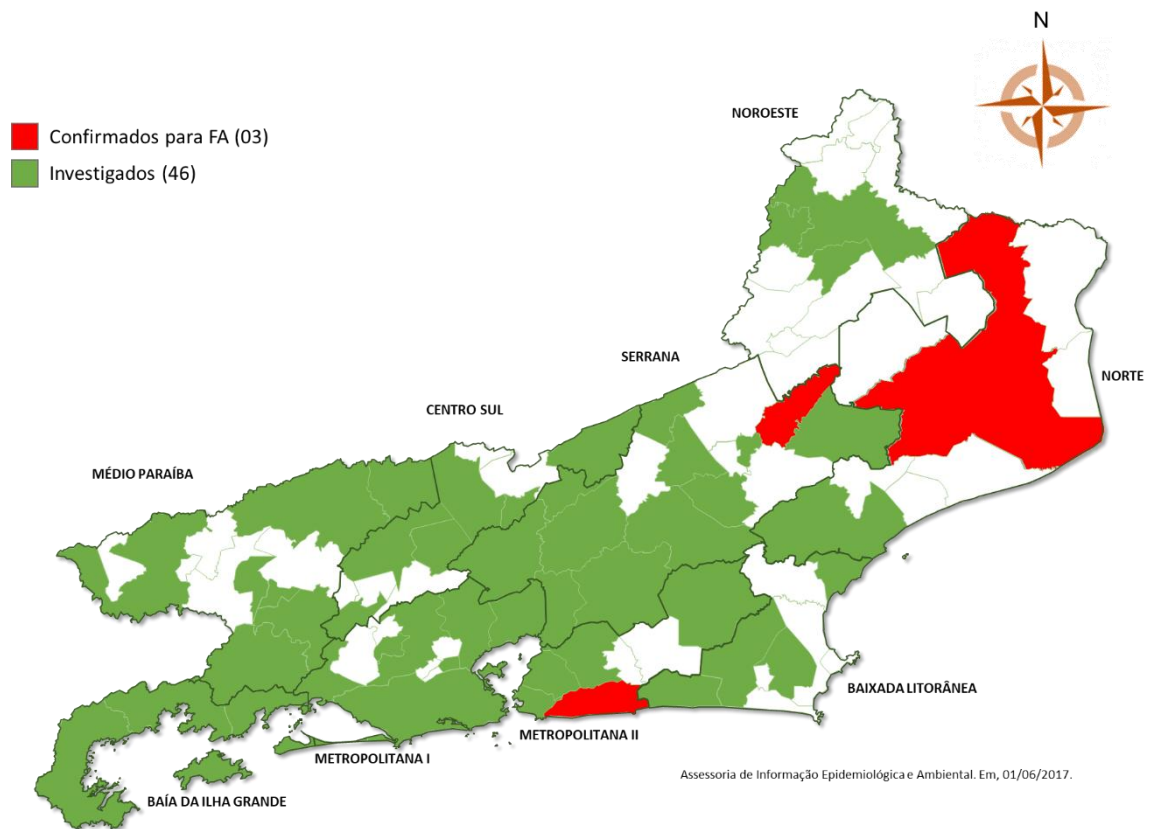 N
NOROESTE
Confirmados para FA (03)
Investigados (46)
SERRANA
NORTE
CENTRO SUL
MÉDIO PARAÍBA
BAIXADA LITORÂNEA
METROPOLITANA II
METROPOLITANA I
BAÍA DA ILHA GRANDE
Assessoria de Informação Epidemiológica e Ambiental. Em, 01/06/2017.